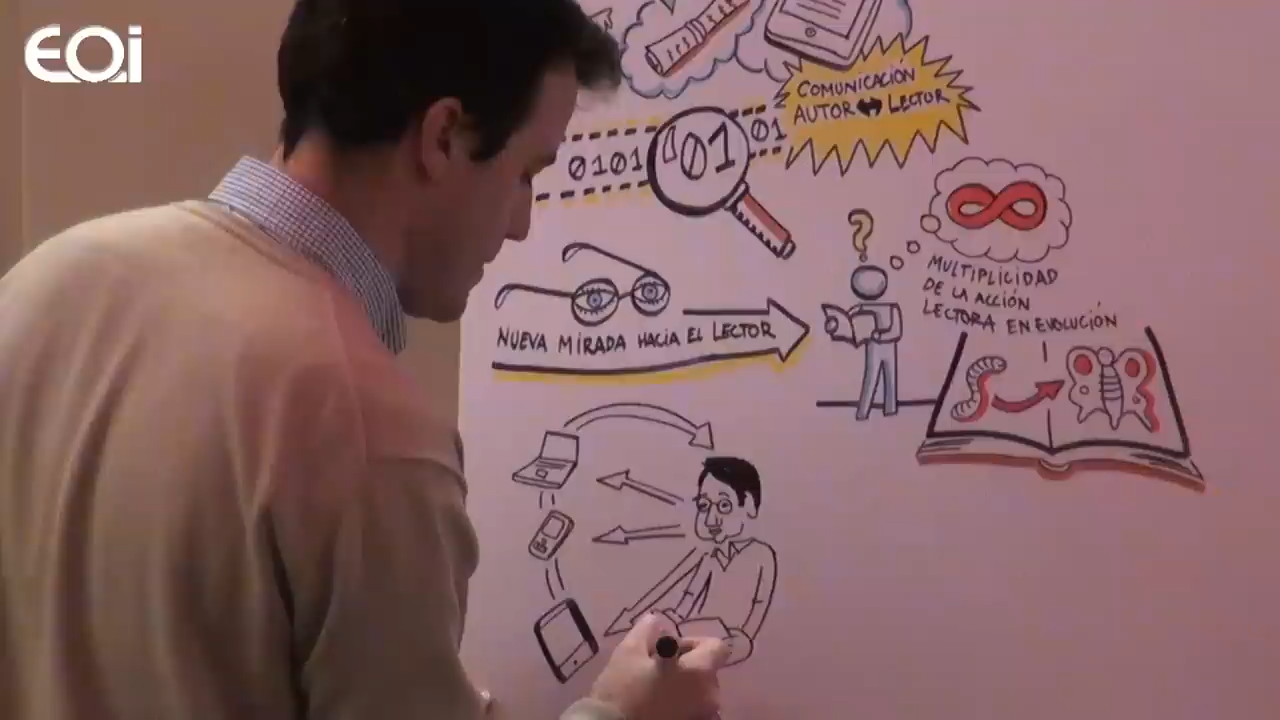 eoi
COMUNICACIÓN
AUTOR ↔ LECTOR
0101 '01 01
?
MULTIPLICIDAD
DE LA ACCIÓN
LECTORA EN EVOLUCIÓN
NUEVA MIRADA HACIA EL LECTOR